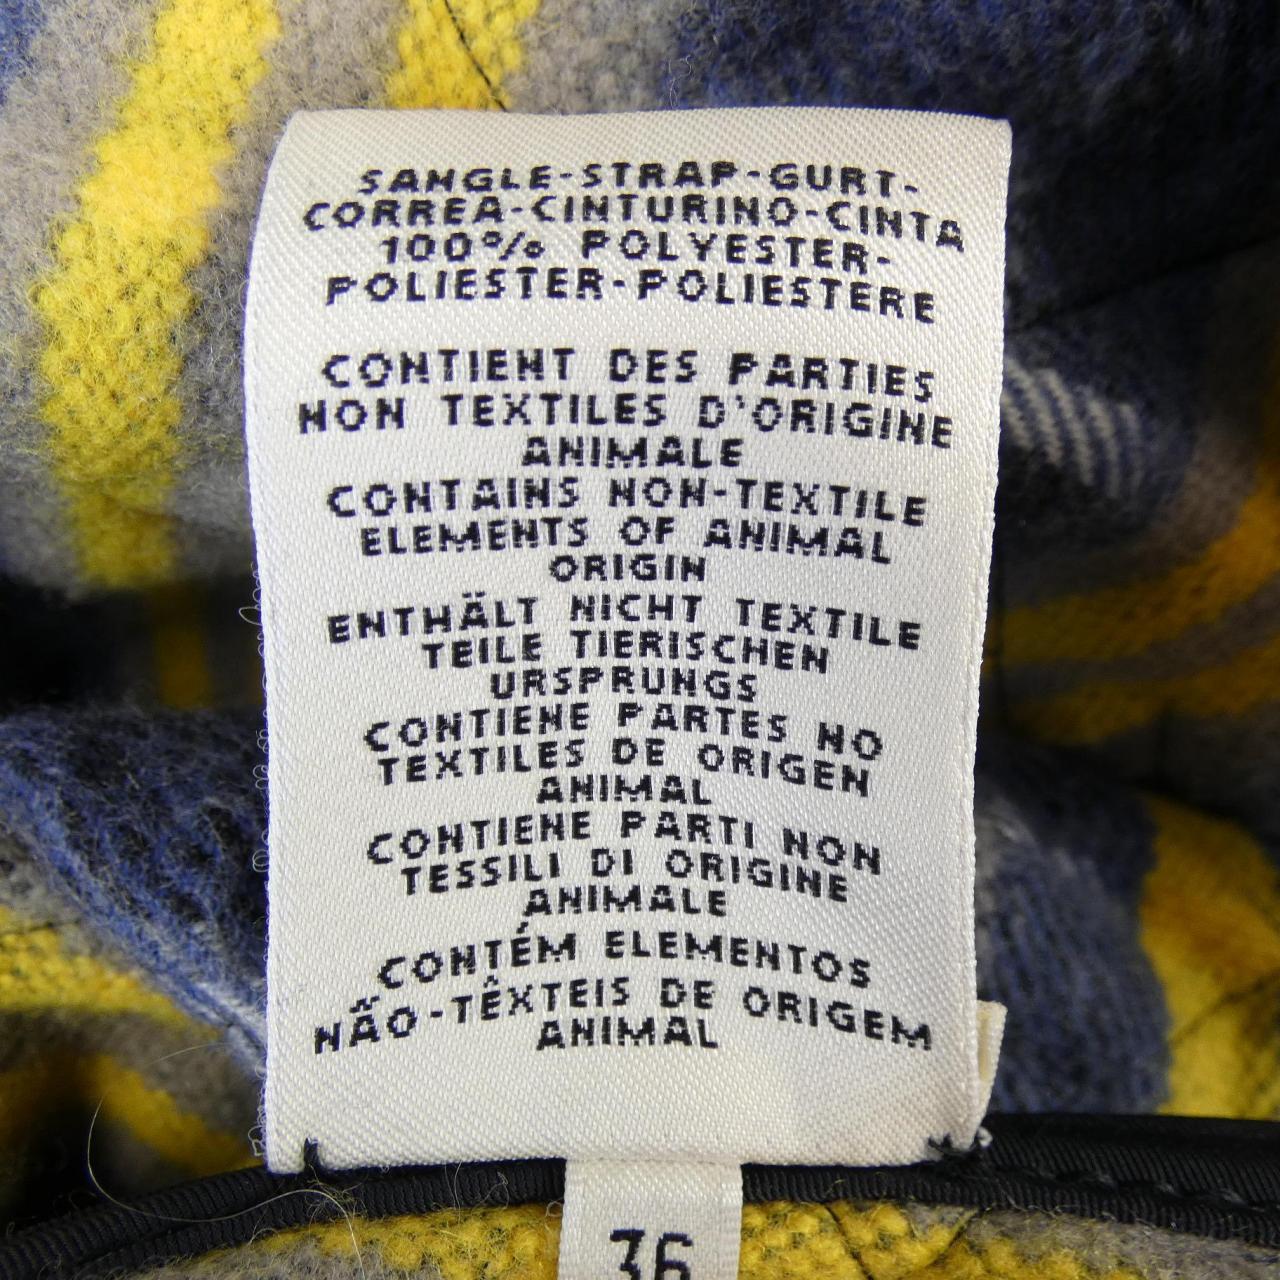 SANGLE-STRAP-GURT-
CORREA-CINTURINO-CINTA
100% POLYESTER-
POLIESTER-POLIESTERE
CONTIENT DES PARTIES
NON TEXTILES D'ORIGINE
ANIMALE
CONTAINS NON-TEXTILE
ELEMENTS OF ANIMAL
ORIGIN
ENTHÄLT NICHT TEXTILE
TEILE TIERISCHEN
URSPRUNGS
CONTIENE PARTES NO
TEXTILES DE ORIGEN
ANIMAL
CONTIENE PARTI NON
TESSILI DI ORIGINE
ANIMALE
CONTÉM ELEMENTOS
NÃO-TÊXTEIS DE ORIGEM
ANIMAL
36